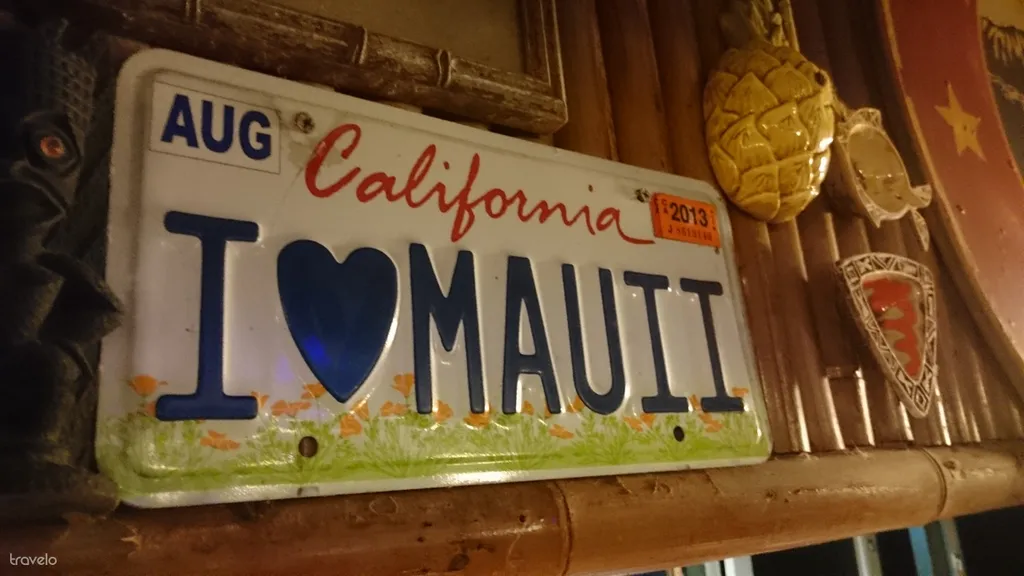 AUG
California
2013
I♥MAUII
travelo